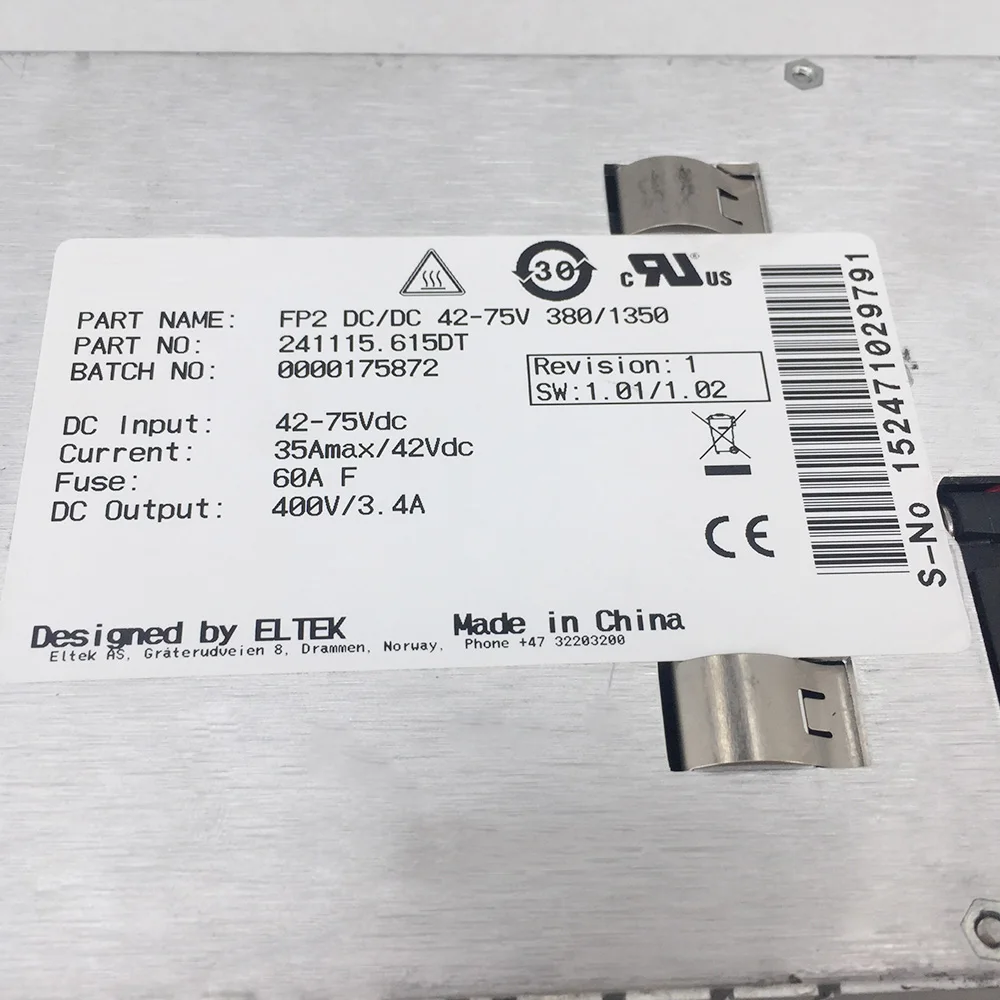 30
c RU® US
PART NAME: FP2 DC/DC 42-75V 380/1350
PART NO: 241115.615DT
BATCH NO: 0000175872
Revision: 1
SW:1.01/1.02
DC Input: 42-75Vdc
Current: 35Amax/42Vdc
Fuse: 60A F
DC Output: 400V/3.4A
CE
S-No 152471029791
Designed by ELTEK
Made in China
Eltek AS, Gråterudveien 8, Drammen, Norway, Phone +47 32203200